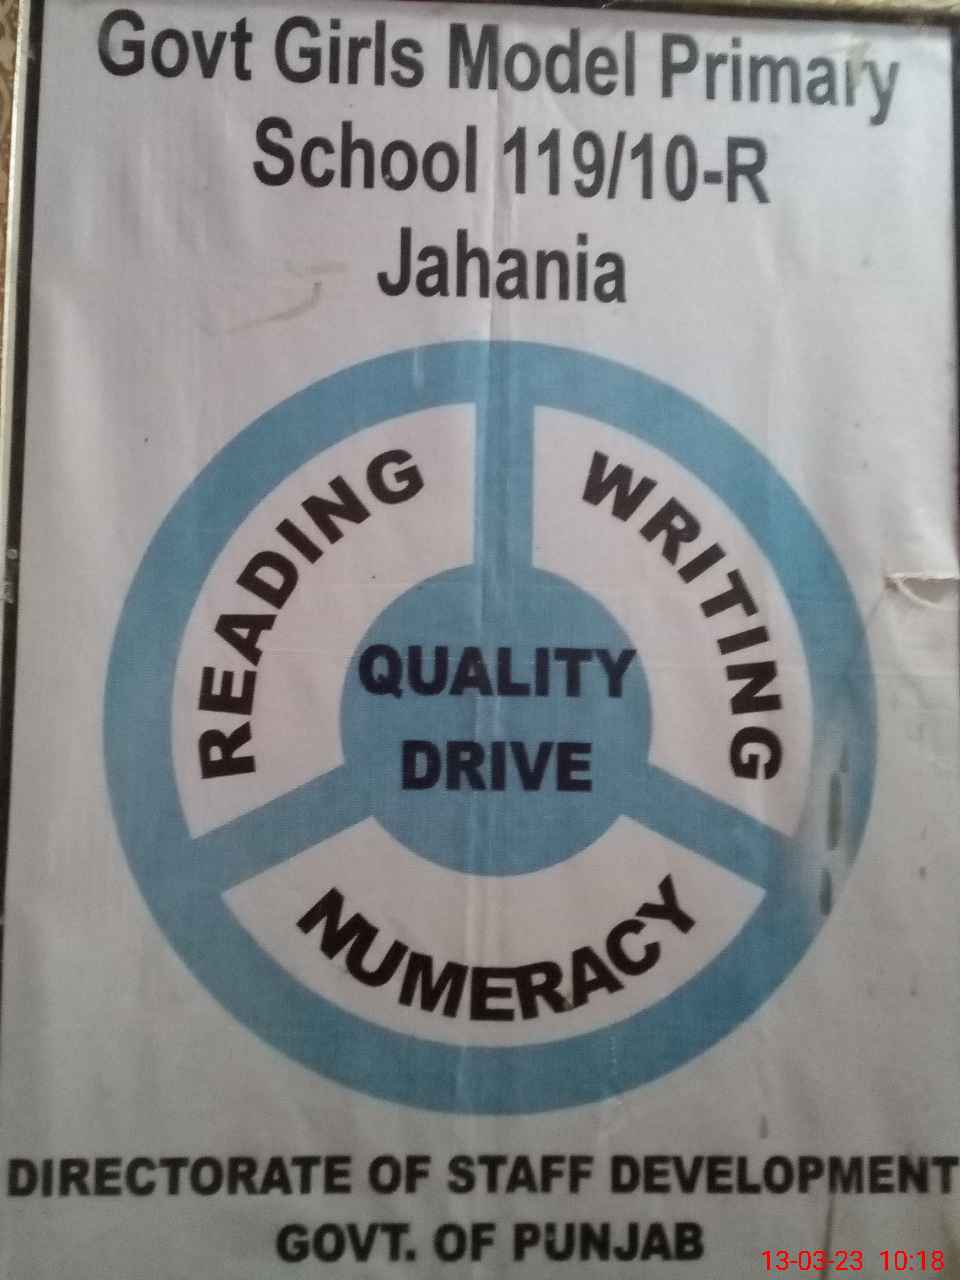 Govt Girls Model Primary
School 119/10-R
Jahania
READING
WRITING
QUALITY
DRIVE
NUMERACY
DIRECTORATE OF STAFF DEVELOPMENT
GOVT. OF PUNJAB
13-03-23 10:18